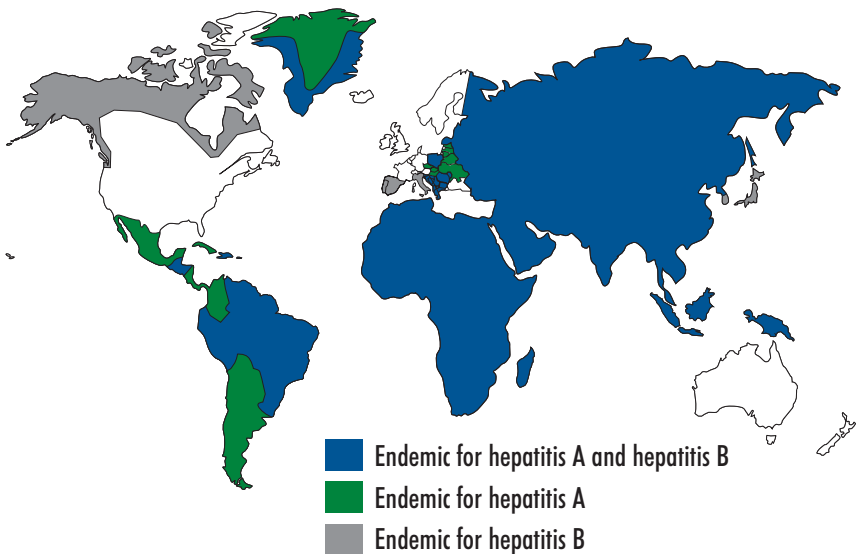 Endemic for hepatitis A and hepatitis B
Endemic for hepatitis A
Endemic for hepatitis B